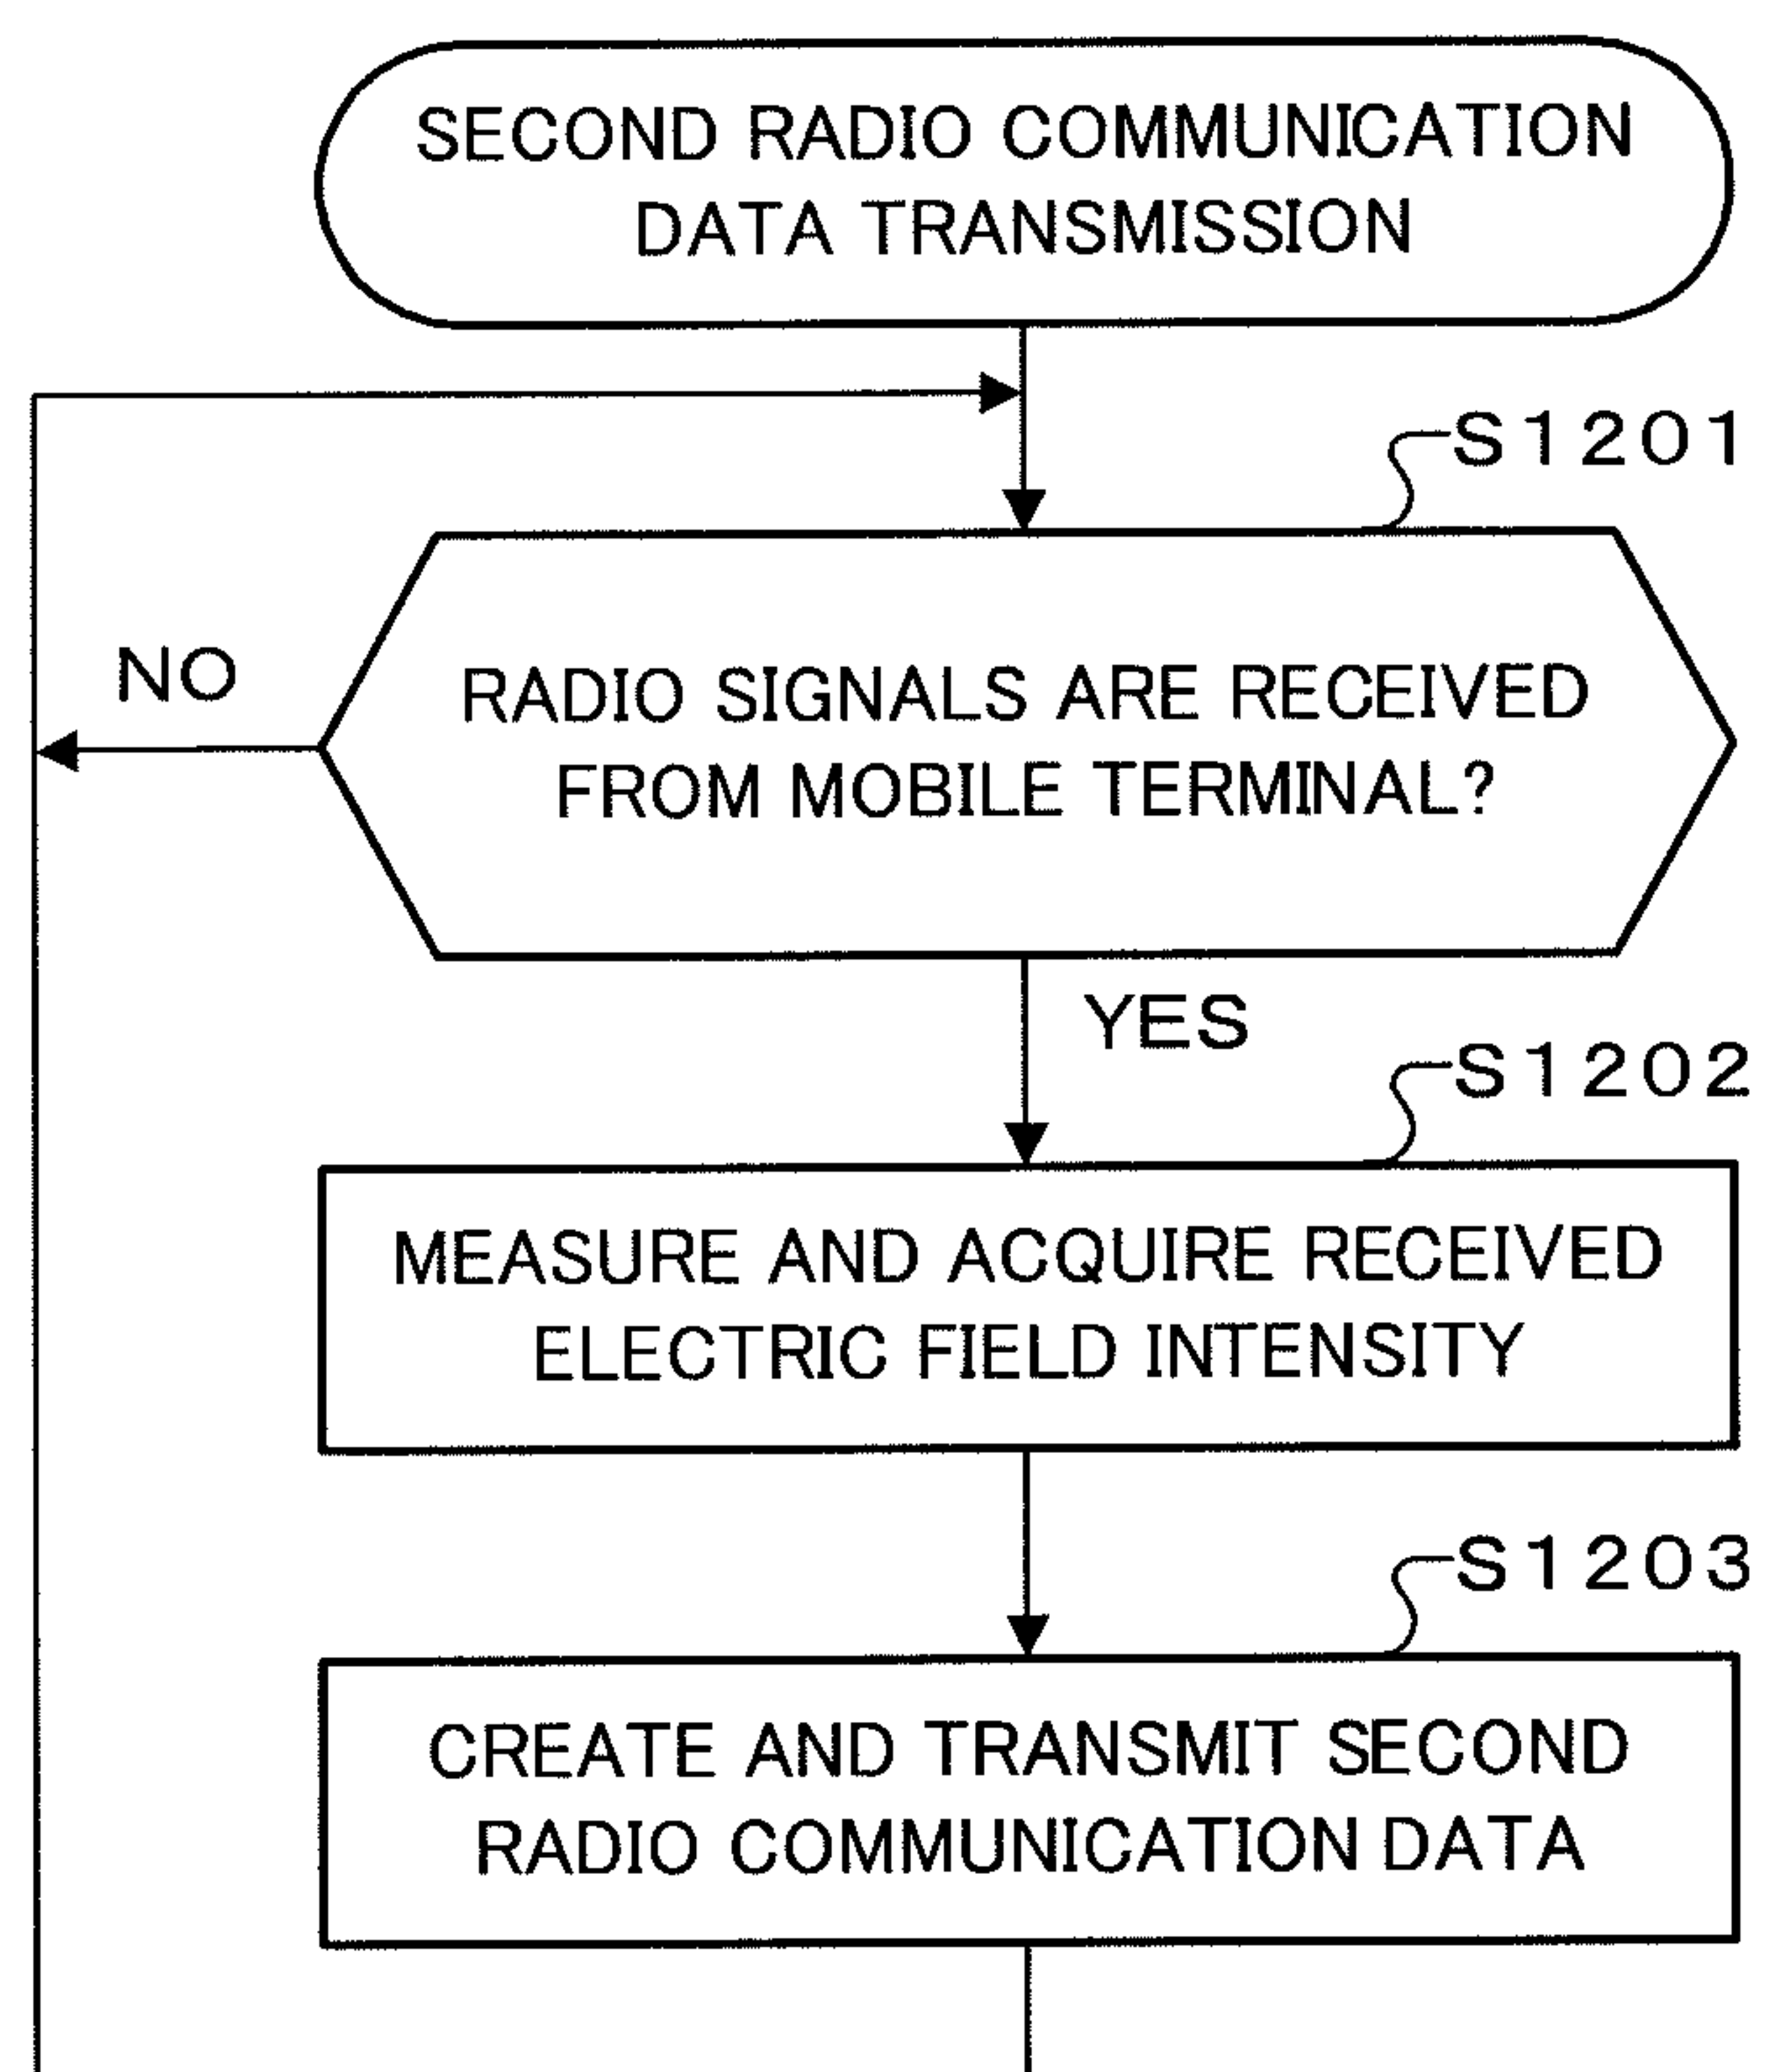 SECOND RADIO COMMUNICATION
DATA TRANSMISSION
S1201
NO
RADIO SIGNALS ARE RECEIVED
FROM MOBILE TERMINAL?
YES
S1202
MEASURE AND ACQUIRE RECEIVED
ELECTRIC FIELD INTENSITY
S1203
CREATE AND TRANSMIT SECOND
RADIO COMMUNICATION DATA